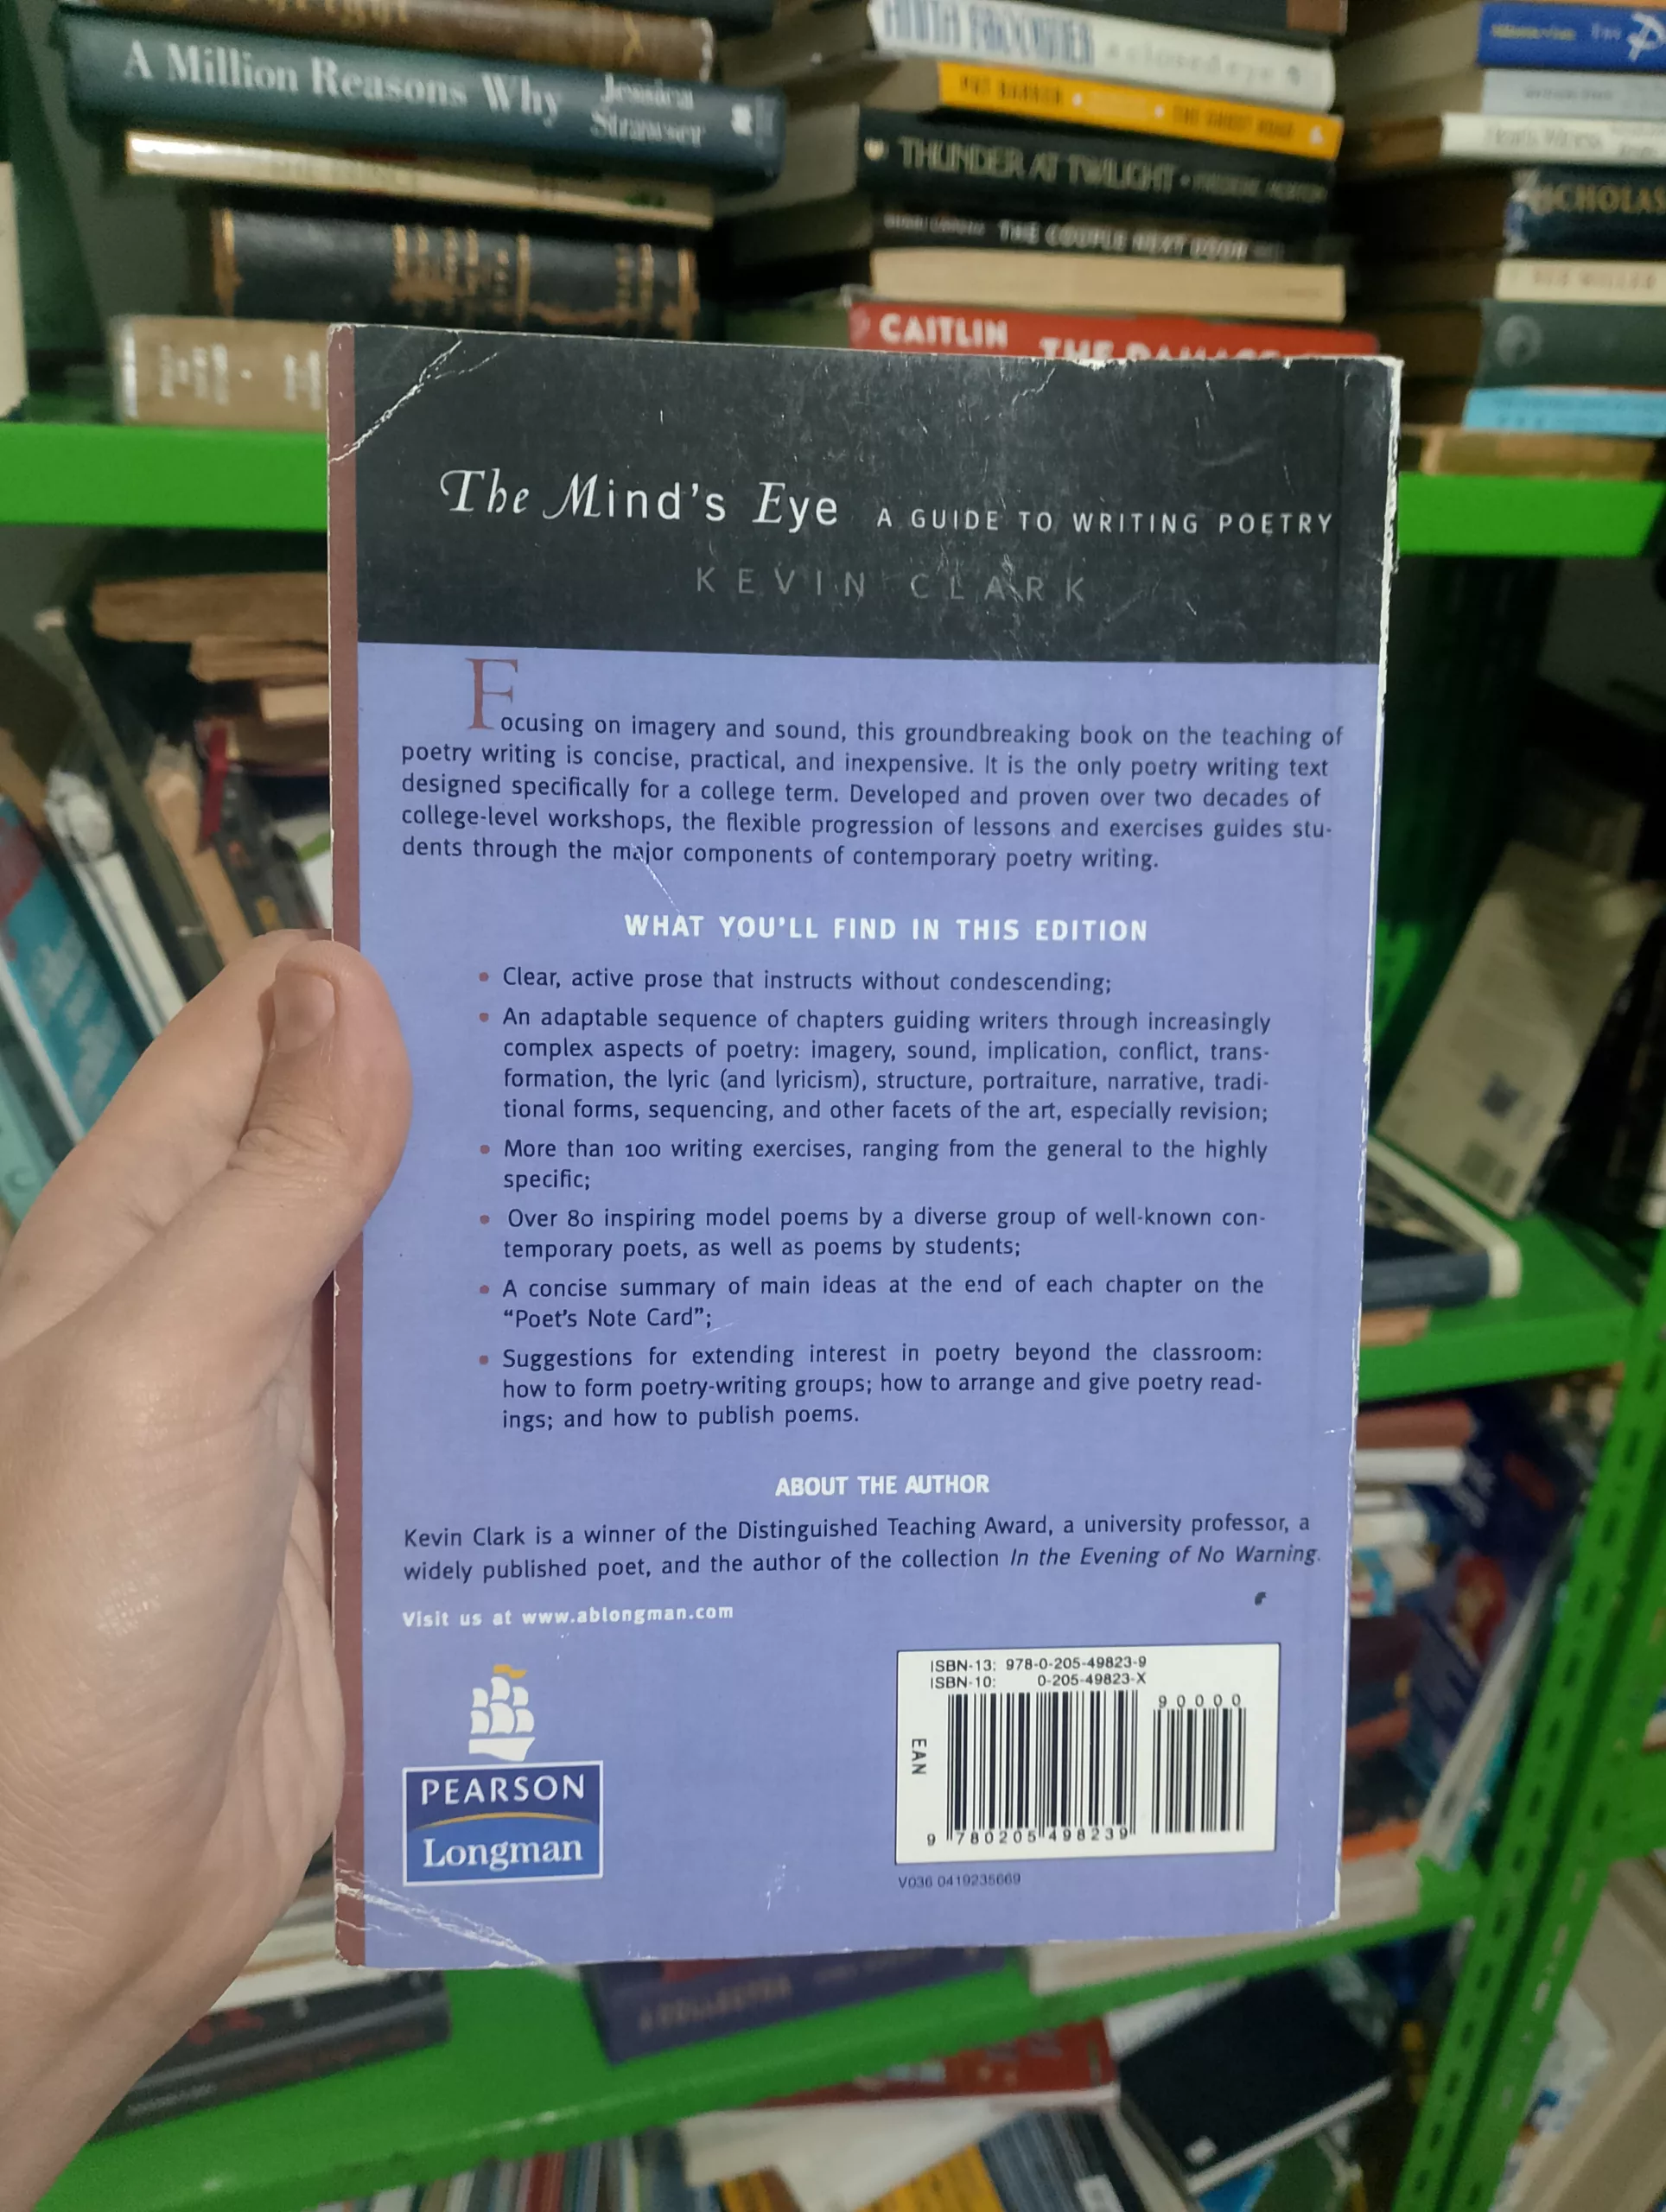 A Million Reasons Why Jessica Strawser
a closed eye
THUNDER AT TWILIGHT
THE COUPLE NEXT DOOR
CAITLIN
The Mind's Eye A GUIDE TO WRITING POETRY
KEVIN CLARK
Focusing on imagery and sound, this groundbreaking book on the teaching of
poetry writing is concise, practical, and inexpensive. It is the only poetry writing text
designed specifically for a college term. Developed and proven over two decades of
college-level workshops, the flexible progression of lessons and exercises guides stu-
dents through the major components of contemporary poetry writing.
WHAT YOU'LL FIND IN THIS EDITION
• Clear, active prose that instructs without condescending;
• An adaptable sequence of chapters guiding writers through increasingly
complex aspects of poetry: imagery, sound, implication, conflict, trans-
formation, the lyric (and lyricism), structure, portraiture, narrative, tradi-
tional forms, sequencing, and other facets of the art, especially revision;
• More than 100 writing exercises, ranging from the general to the highly
specific;
• Over 80 inspiring model poems by a diverse group of well-known con-
temporary poets, as well as poems by students;
• A concise summary of main ideas at the end of each chapter on the
“Poet's Note Card”;
• Suggestions for extending interest in poetry beyond the classroom:
how to form poetry-writing groups; how to arrange and give poetry read-
ings; and how to publish poems.
ABOUT THE AUTHOR
Kevin Clark is a winner of the Distinguished Teaching Award, a university professor, a
widely published poet, and the author of the collection In the Evening of No Warning.
Visit us at www.ablongman.com
PEARSON
Longman
ISBN-13: 978-0-205-49823-9
ISBN-10: 0-205-49823-X
90000
EAN
9 780205 498239
V036 0419235669